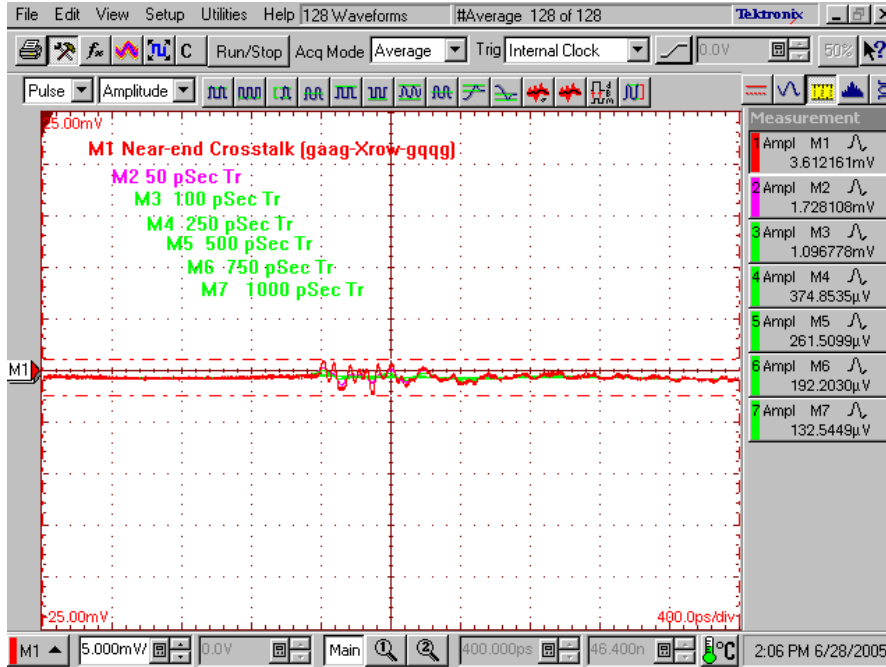 File Edit View Setup Utilities Help 128 Waveforms #Average 128 of 128 Tektronix
C Run/Stop Acq Mode Average Trig Internal Clock 0.0V 50%
Pulse Amplitude
25.00mV
M1 Near-end Crosstalk (gaag-Xrow-gqqg)
M2 50 pSec Tr
M3 100 pSec Tr
M4 250 pSec Tr
M5 500 pSec Tr
M6 750 pSec Tr
M7 1000 pSec Tr
M1
-25.00mV
400.0ps/div
Measurement
1 Ampl M1
3.612161mV
2 Ampl M2
1.728108mV
3 Ampl M3
1.096778mV
4 Ampl M4
374.8535µV
5 Ampl M5
261.5099µV
6 Ampl M6
192.2030µV
7 Ampl M7
132.5449µV
M1 5.000mV/ 0.0V Main 1 2 400.000ps 46.400n °C 2:06 PM 6/28/2005